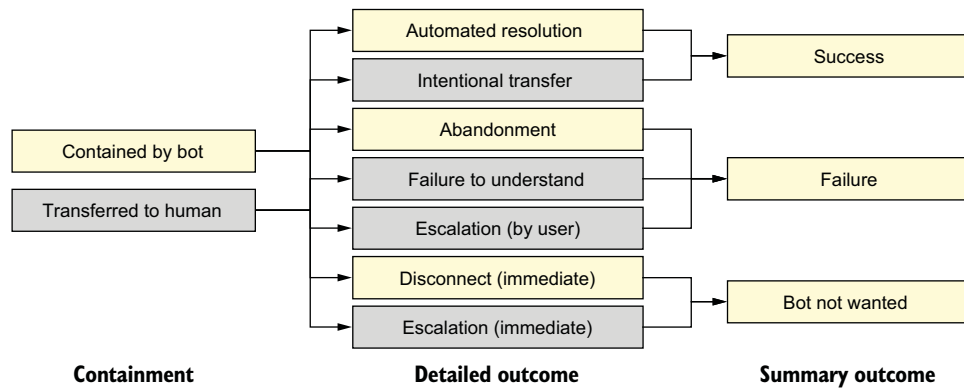 Contained by bot
Transferred to human
Containment
Automated resolution
Intentional transfer
Abandonment
Failure to understand
Escalation (by user)
Disconnect (immediate)
Escalation (immediate)
Detailed outcome
Success
Failure
Bot not wanted
Summary outcome